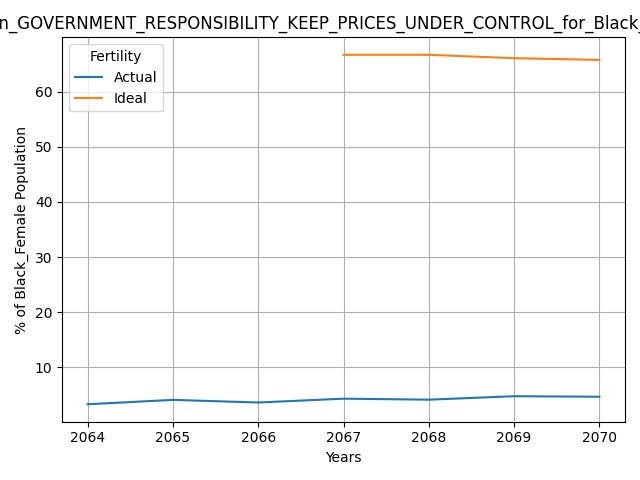 n_GOVERNMENT_RESPONSIBILITY_KEEP_PRICES_UNDER_CONTROL_for_Black_
Fertility
Actual
Ideal
60
50
40
30
20
10
% of Black_Female Population
2064 2065 2066 2067 2068 2069 2070
Years